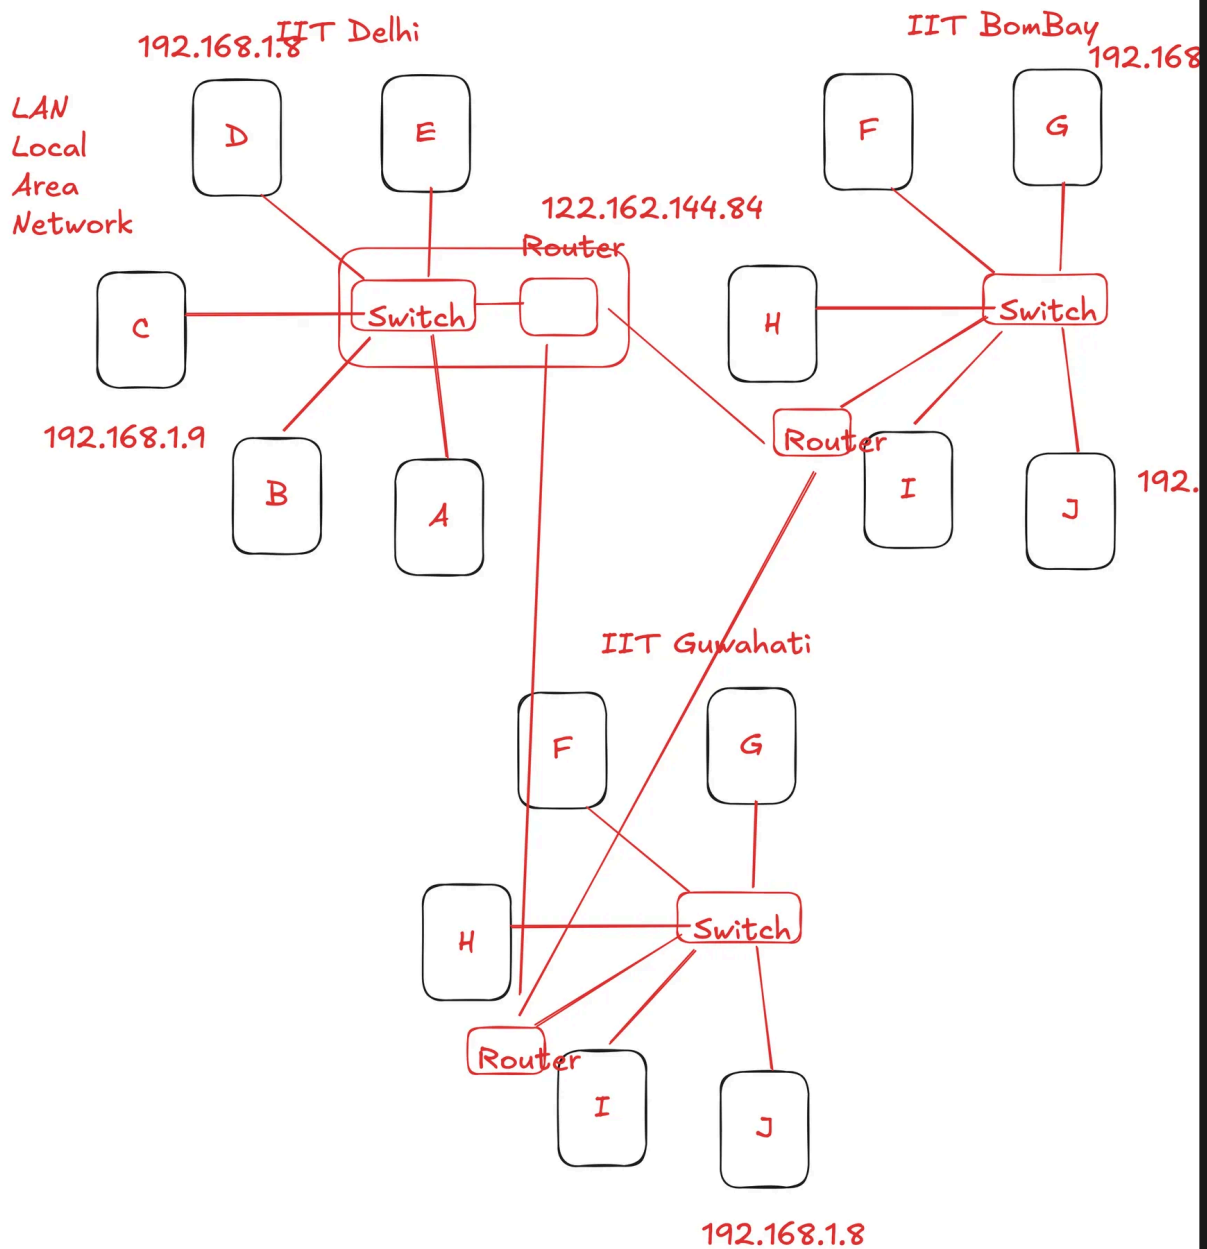 IIT Delhi
192.168.1.8
LAN
Local
Area
Network
D
E
122.162.144.84
Router
Switch
C
192.168.1.9
B
A
IIT BomBay
192.168
F
G
H
Switch
Router
I
J
192.
IIT Guwahati
F
G
H
Switch
Router
I
J
192.168.1.8